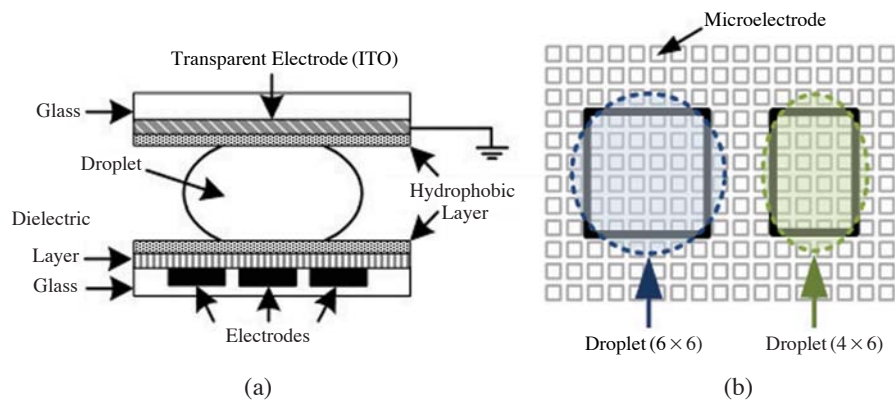 Transparent Electrode (ITO)
Glass
Droplet
Hydrophobic
Layer
Dielectric
Layer
Glass
Electrodes
(a)
Microelectrode
Droplet (6 × 6)
Droplet (4 × 6)
(b)